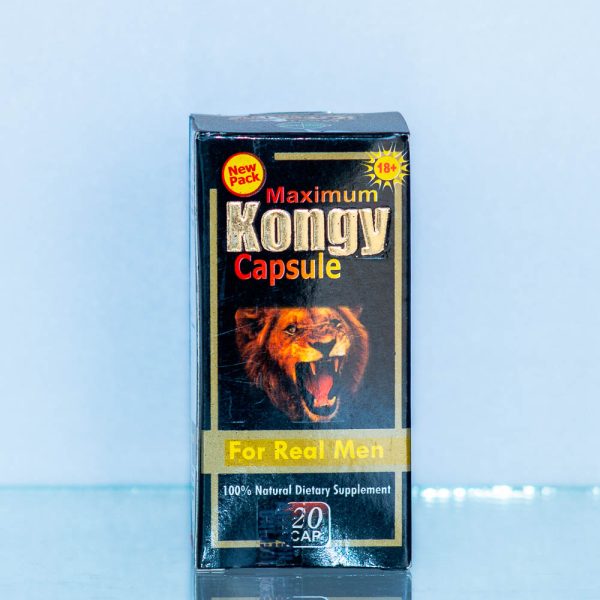 New
Pack
18+
Maximum
Kongy
Capsule
For Real Men
100% Natural Dietary Supplement
20
CAP